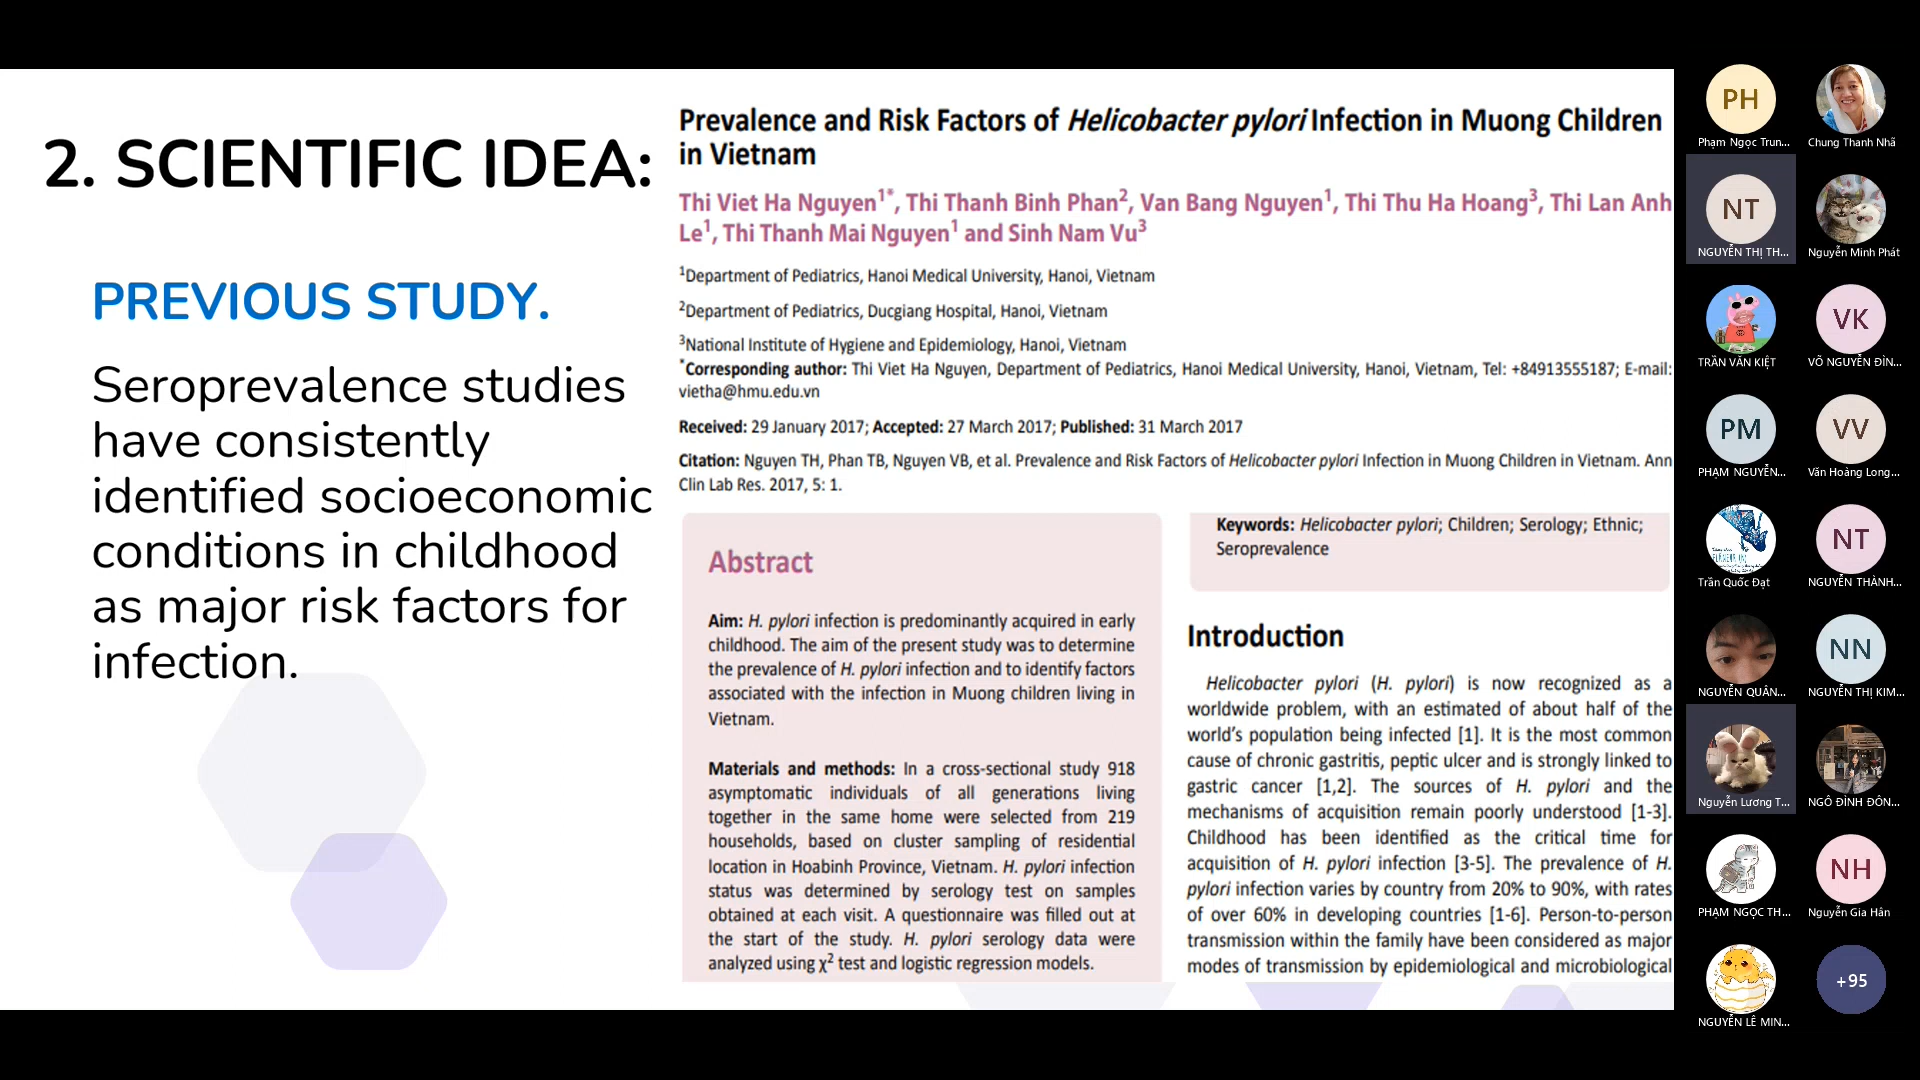 2. SCIENTIFIC IDEA:
PREVIOUS STUDY.
Seroprevalence studies
have consistently
identified socioeconomic
conditions in childhood
as major risk factors for
infection.
Prevalence and Risk Factors of Helicobacter pylori Infection in Muong Children
in Vietnam
Thi Viet Ha Nguyen1*, Thi Thanh Binh Phan2, Van Bang Nguyen1, Thi Thu Ha Hoang3, Thi Lan Anh
Le1, Thi Thanh Mai Nguyen1 and Sinh Nam Vu3
1Department of Pediatrics, Hanoi Medical University, Hanoi, Vietnam
2Department of Pediatrics, Ducgiang Hospital, Hanoi, Vietnam
3National Institute of Hygiene and Epidemiology, Hanoi, Vietnam
*Corresponding author: Thi Viet Ha Nguyen, Department of Pediatrics, Hanoi Medical University, Hanoi, Vietnam, Tel: +84913555187; E-mail:
vietha@hmu.edu.vn
Received: 29 January 2017; Accepted: 27 March 2017; Published: 31 March 2017
Citation: Nguyen TH, Phan TB, Nguyen VB, et al. Prevalence and Risk Factors of Helicobacter pylori Infection in Muong Children in Vietnam. Ann
Clin Lab Res. 2017, 5: 1.
Abstract
Aim: H. pylori infection is predominantly acquired in early
childhood. The aim of the present study was to determine
the prevalence of H. pylori infection and to identify factors
associated with the infection in Muong children living in
Vietnam.
Materials and methods: In a cross-sectional study 918
asymptomatic individuals of all generations living
together in the same home were selected from 219
households, based on cluster sampling of residential
location in Hoabinh Province, Vietnam. H. pylori infection
status was determined by serology test on samples
obtained at each visit. A questionnaire was filled out at
the start of the study. H. pylori serology data were
analyzed using χ2 test and logistic regression models.
Keywords: Helicobacter pylori; Children; Serology; Ethnic;
Seroprevalence
Introduction
Helicobacter pylori (H. pylori) is now recognized as a
worldwide problem, with an estimated of about half of the
world's population being infected [1]. It is the most common
cause of chronic gastritis, peptic ulcer and is strongly linked to
gastric cancer [1,2]. The sources of H. pylori and the
mechanisms of acquisition remain poorly understood [1-3].
Childhood has been identified as the critical time for
acquisition of H. pylori infection [3-5]. The prevalence of H.
pylori infection varies by country from 20% to 90%, with rates
of over 60% in developing countries [1-6]. Person-to-person
transmission within the family have been considered as major
modes of transmission by epidemiological and microbiological
PH
Phạm Ngọc Trun...
Chung Thanh Nhã
NT
NGUYỄN THỊ TH...
Nguyễn Minh Phát
TRẦN VĂN KIỆT
VK
VÕ NGUYỄN ĐÌN...
PM
PHẠM NGUYỄN...
VV
Văn Hoàng Long...
Trần Quốc Đạt
NT
NGUYỄN THÀNH...
NGUYỄN QUÂN...
NN
NGUYỄN THỊ KIM...
Nguyễn Lương T...
NGÔ ĐÌNH ĐÔN...
PHẠM NGỌC TH...
NH
Nguyễn Gia Hân
NGUYỄN LÊ MIN...
+95